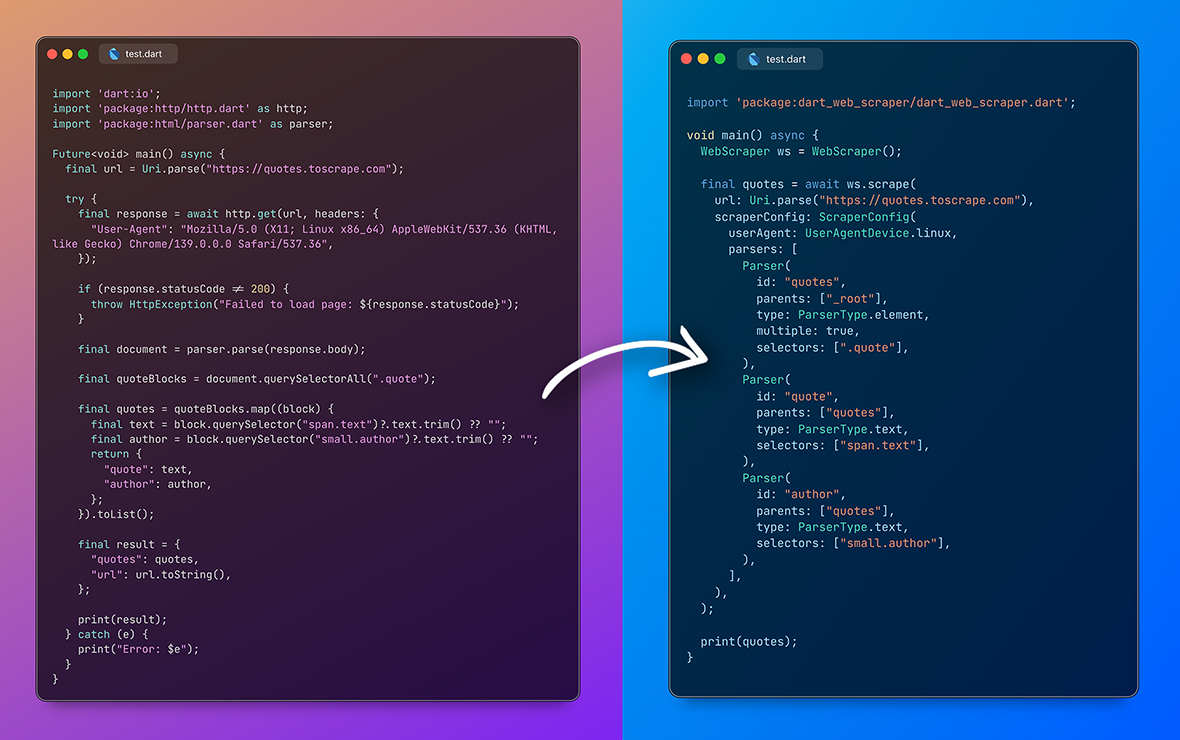 test.dart
import 'dart:io';
import 'package:http/http.dart' as http;
import 'package:html/parser.dart' as parser;
Future<void> main() async {
  final url = Uri.parse("https://quotes.toscrape.com");
  try {
    final response = await http.get(url, headers: {
      "User-Agent": "Mozilla/5.0 (X11; Linux x86_64) AppleWebKit/537.36 (KHTML,
like Gecko) Chrome/139.0.0.0 Safari/537.36",
    });
    if (response.statusCode != 200) {
      throw HttpException("Failed to load page: ${response.statusCode}");
    }
    final document = parser.parse(response.body);
    final quoteBlocks = document.querySelectorAll(".quote");
    final quotes = quoteBlocks.map((block) {
      final text = block.querySelector("span.text")?.text.trim() ?? "";
      final author = block.querySelector("small.author")?.text.trim() ?? "";
      return {
        "quote": text,
        "author": author,
      };
    }).toList();
    final result = {
      "quotes": quotes,
      "url": url.toString(),
    };
    print(result);
  } catch (e) {
    print("Error: $e");
  }
}
test.dart
import 'package:dart_web_scraper/dart_web_scraper.dart';
void main() async {
  WebScraper ws = WebScraper();
  final quotes = await ws.scrape(
    url: Uri.parse("https://quotes.toscrape.com"),
    scraperConfig: ScraperConfig(
      userAgent: UserAgentDevice.linux,
      parsers: [
        Parser(
          id: "quotes",
          parents: ["_root"],
          type: ParserType.element,
          multiple: true,
          selectors: [".quote"],
        ),
        Parser(
          id: "quote",
          parents: ["quotes"],
          type: ParserType.text,
          selectors: ["span.text"],
        ),
        Parser(
          id: "author",
          parents: ["quotes"],
          type: ParserType.text,
          selectors: ["small.author"],
        ),
      ],
    ),
  );
  print(quotes);
}